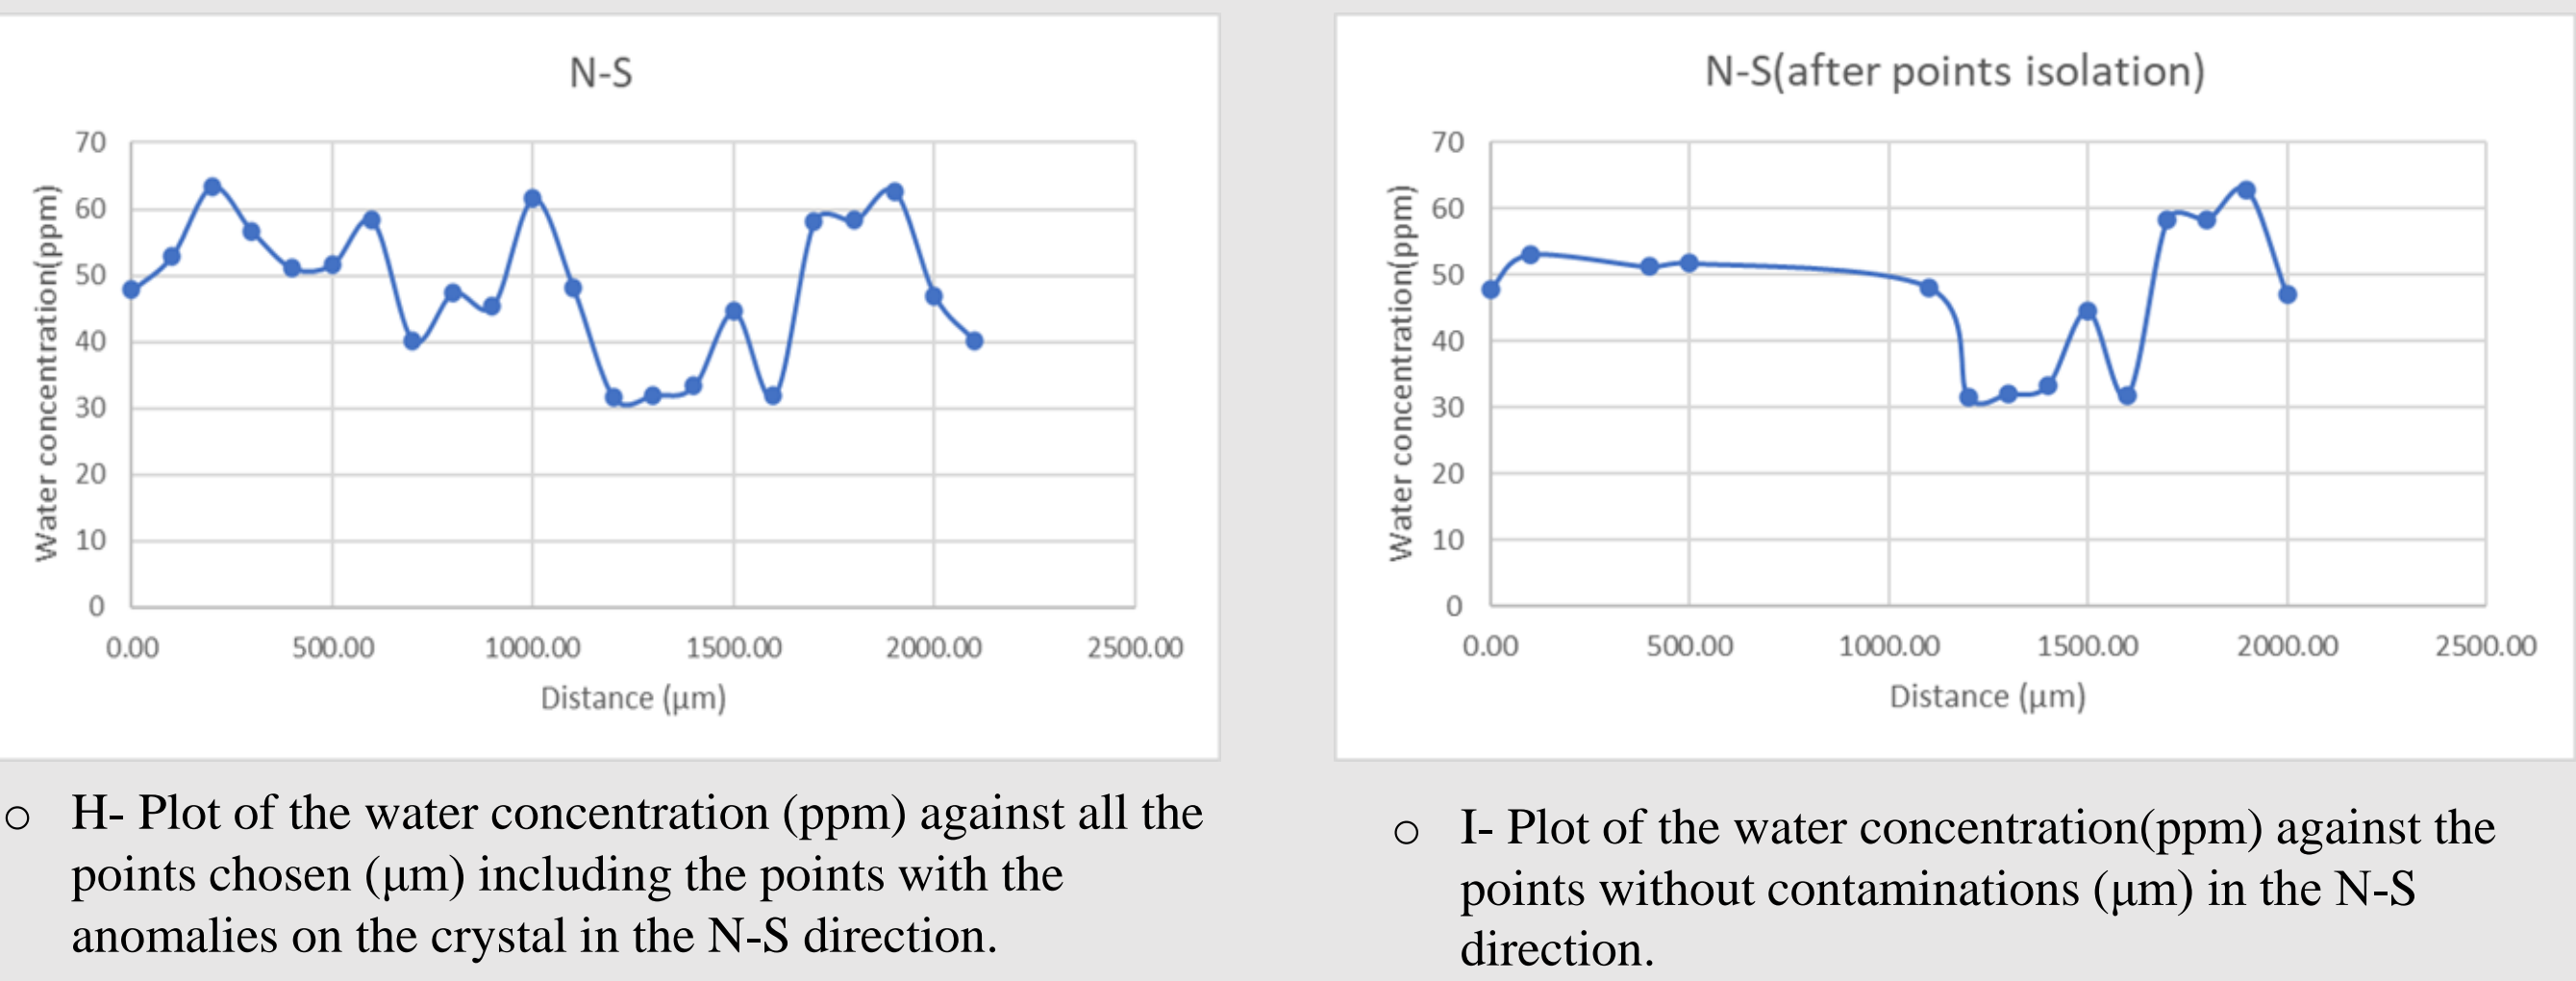 N-S
70
60
50
40
30
20
10
0
Water concentration(ppm)
0.00 500.00 1000.00 1500.00 2000.00 2500.00
Distance (μm)
o H- Plot of the water concentration (ppm) against all the
points chosen (μm) including the points with the
anomalies on the crystal in the N-S direction.
N-S(after points isolation)
70
60
50
40
30
20
10
0
Water concentration(ppm)
0.00 500.00 1000.00 1500.00 2000.00 2500.00
Distance (μm)
o I- Plot of the water concentration(ppm) against the
points without contaminations (μm) in the N-S
direction.